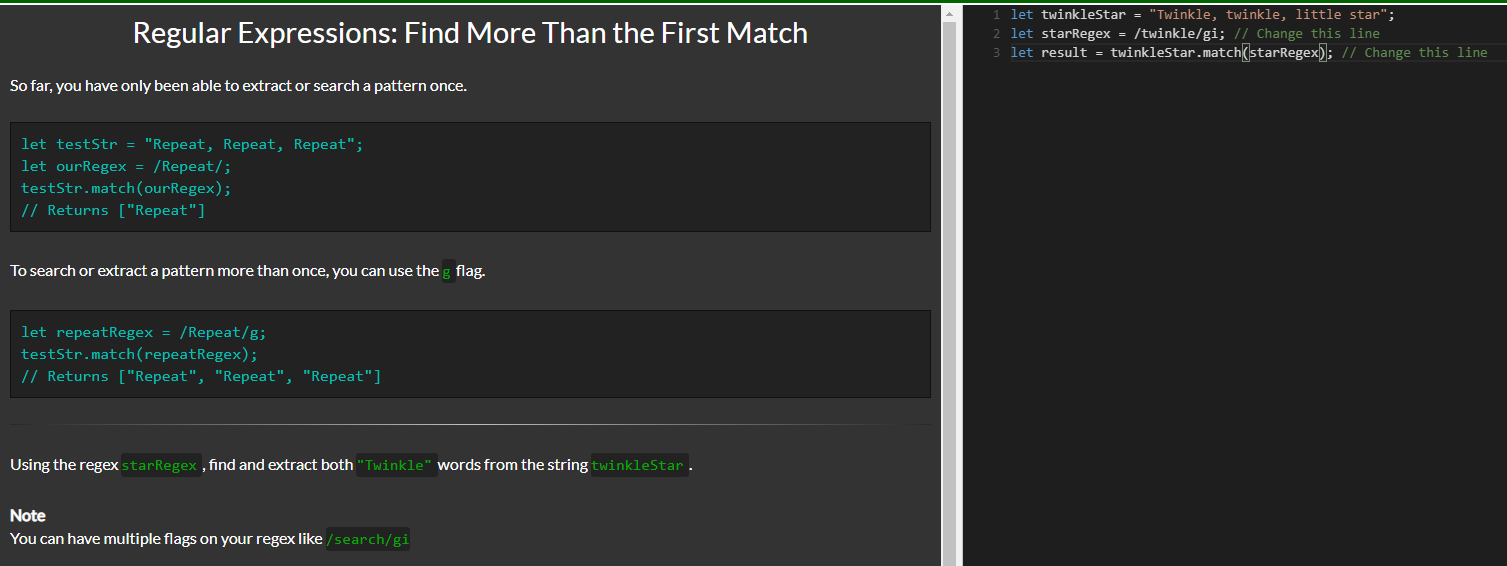 Regular Expressions: Find More Than the First Match
So far, you have only been able to extract or search a pattern once.
let testStr = "Repeat, Repeat, Repeat";
let ourRegex = /Repeat/;
testStr.match(ourRegex);
// Returns ["Repeat"]
To search or extract a pattern more than once, you can use the g flag.
let repeatRegex = /Repeat/g;
testStr.match(repeatRegex);
// Returns ["Repeat", "Repeat", "Repeat"]
Using the regex starRegex , find and extract both "Twinkle" words from the string twinkleStar .
Note
You can have multiple flags on your regex like /search/gi
1 let twinkleStar = "Twinkle, twinkle, little star";
2 let starRegex = /twinkle/gi; // Change this line
3 let result = twinkleStar.match(starRegex); // Change this line